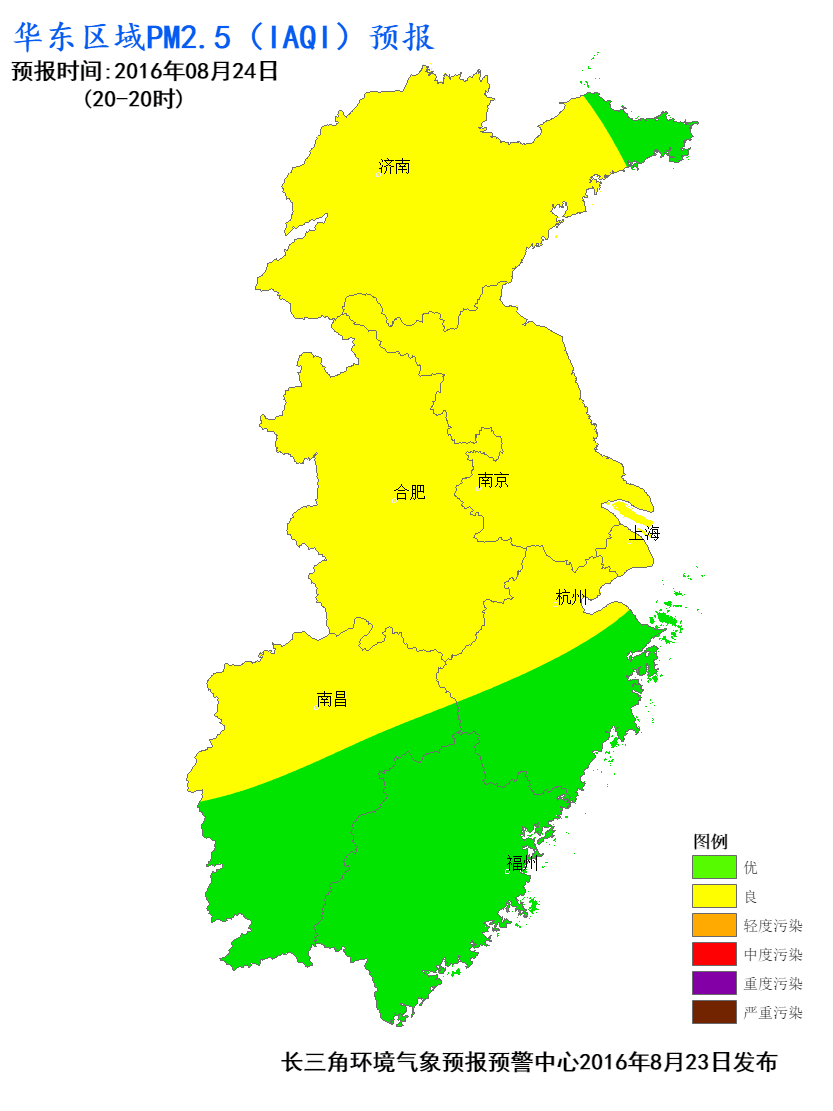 华东区域PM2.5（IAQI）预报
预报时间:2016年08月24日
(20-20时)
济南
合肥
南京
上海
杭州
南昌
福州
图例
优
良
轻度污染
中度污染
重度污染
严重污染
长三角环境气象预报预警中心2016年8月23日发布